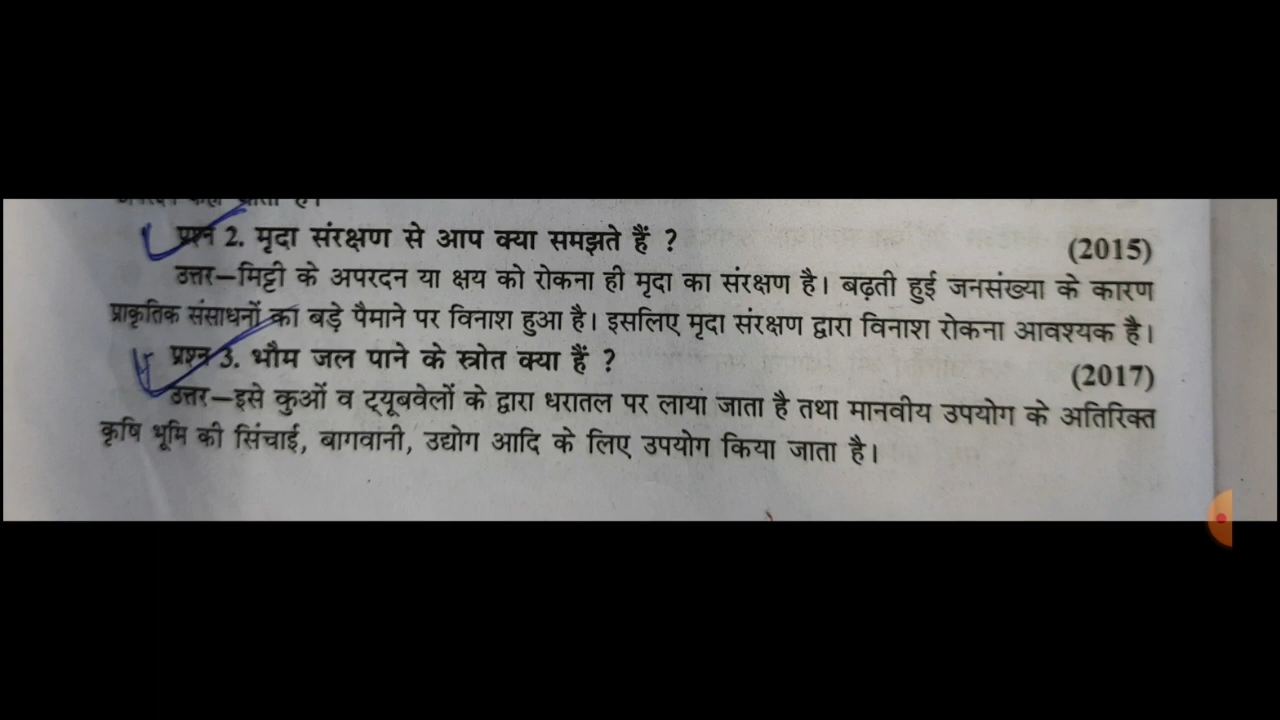 प्रश्न 2. मृदा संरक्षण से आप क्या समझते हैं ? (2015)
उत्तर–मिट्टी के अपरदन या क्षय को रोकना ही मृदा का संरक्षण है। बढ़ती हुई जनसंख्या के कारण
प्राकृतिक संसाधनों का बड़े पैमाने पर विनाश हुआ है। इसलिए मृदा संरक्षण द्वारा विनाश रोकना आवश्यक है।
प्रश्न 3. भौम जल पाने के स्त्रोत क्या हैं ? (2017)
उत्तर–इसे कुओं व ट्यूबवेलों के द्वारा धरातल पर लाया जाता है तथा मानवीय उपयोग के अतिरिक्त
कृषि भूमि की सिंचाई, बागवानी, उद्योग आदि के लिए उपयोग किया जाता है।